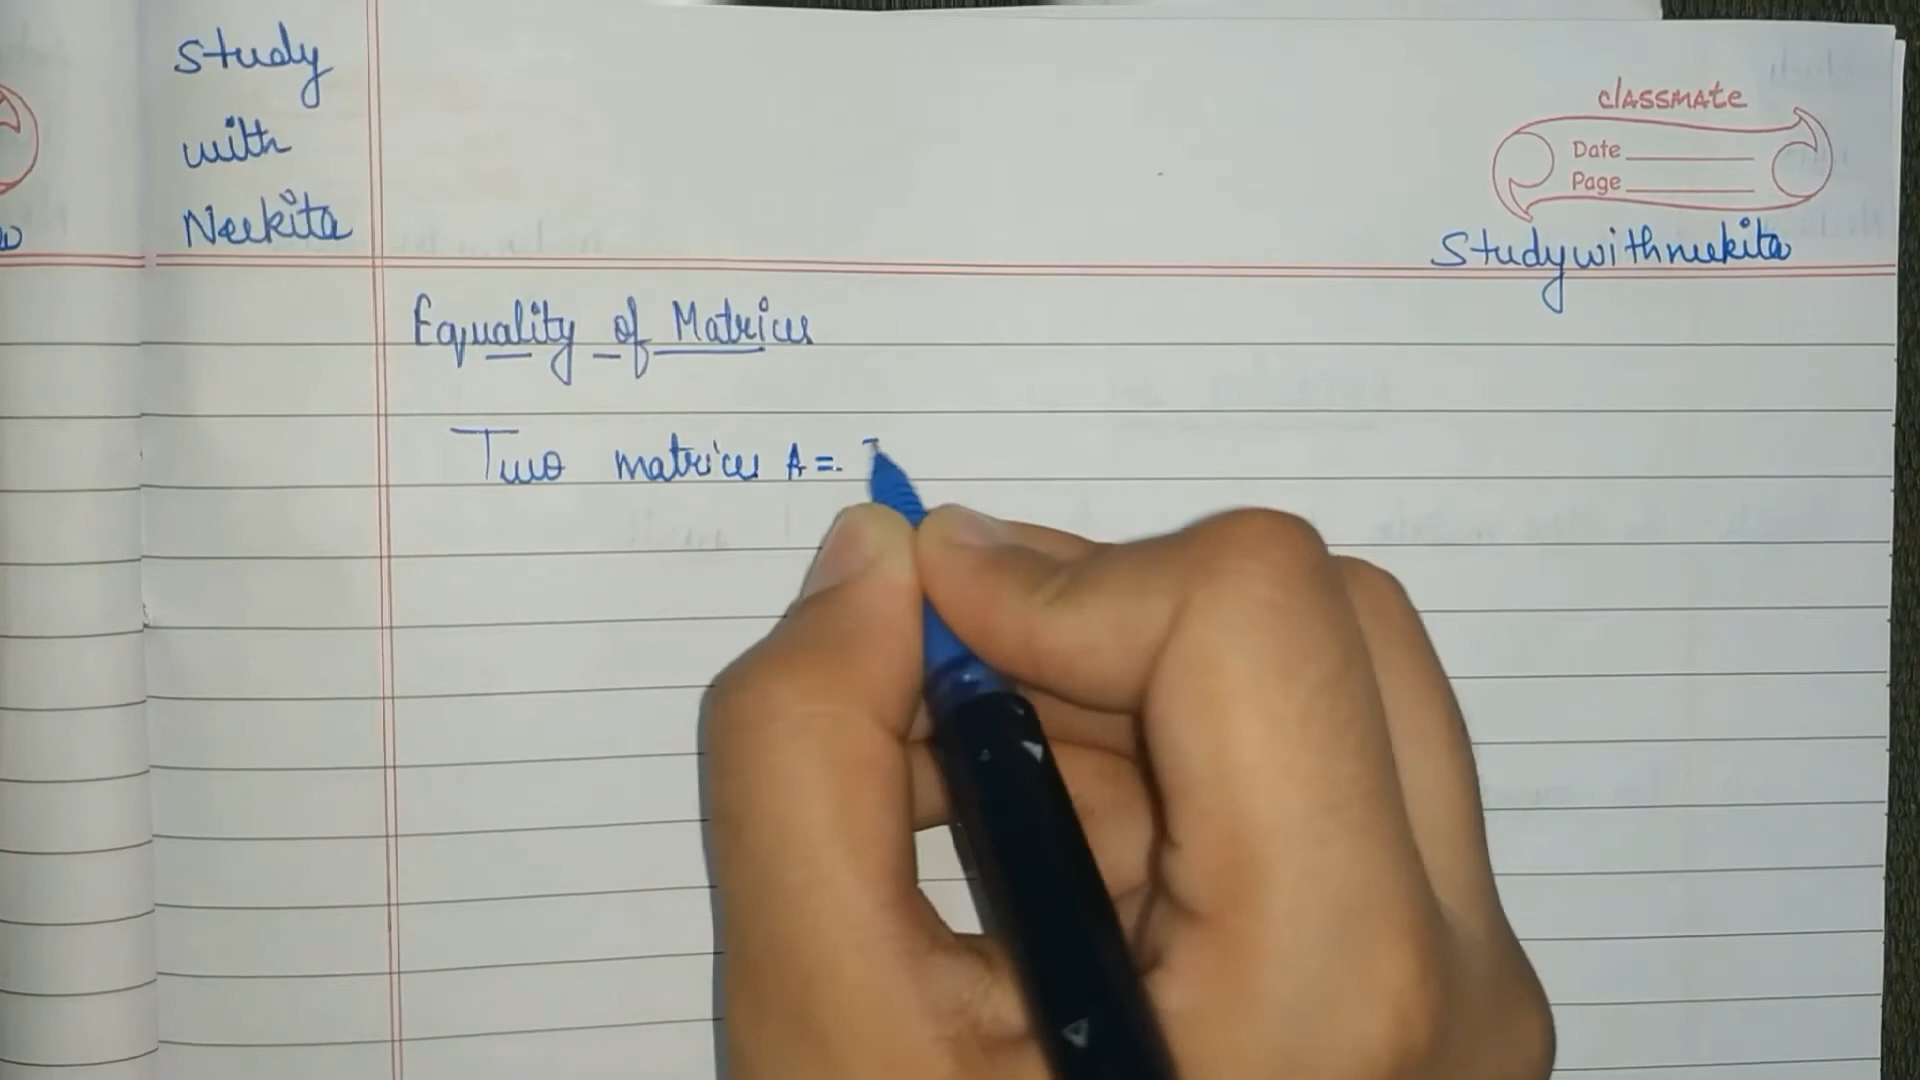 Study
with
Neekita
classmate
Date
Page
Studywithneekita
Equality of Matrices
Two matrices A =